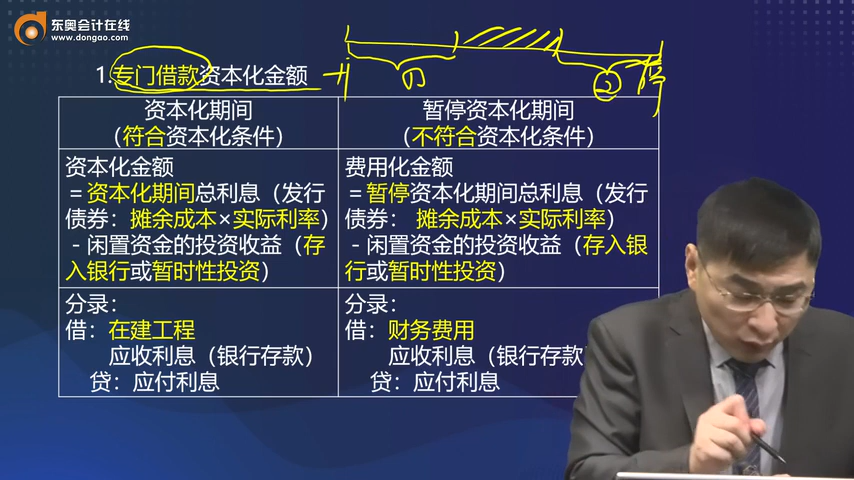 东奥会计在线
www.dongao.com
1.专门借款资本化金额
开
①
②
停
资本化期间
（符合资本化条件）
暂停资本化期间
（不符合资本化条件）
资本化金额
＝资本化期间总利息（发行
债券：摊余成本×实际利率）
－闲置资金的投资收益（存
入银行或暂时性投资）
费用化金额
＝暂停资本化期间总利息（发行
债券： 摊余成本×实际利率）
－闲置资金的投资收益（存入银
行或暂时性投资）
分录：
借：在建工程
应收利息（银行存款）
贷：应付利息
分录：
借：财务费用
应收利息（银行存款
贷：应付利息